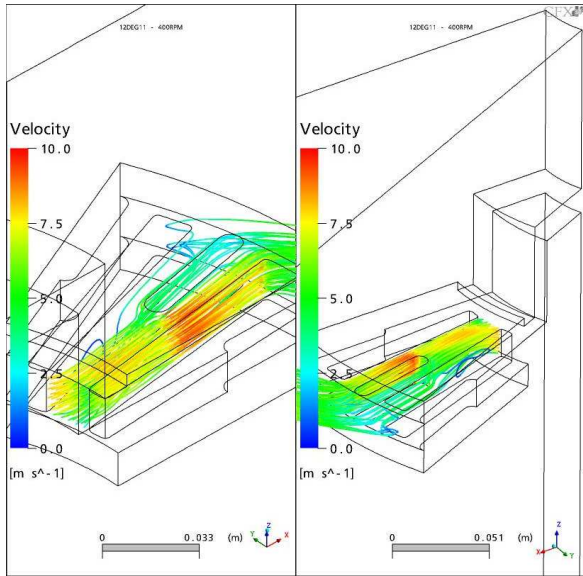 12DEG11 - 400RPM
Velocity
10.0
7.5
5.0
2.5
0.0
[m s^-1]
0
0.033
(m)
Z
Y
X
CFX
12DEG11 - 400RPM
Velocity
10.0
7.5
5.0
2.5
0.0
[m s^-1]
0
0.051
(m)
Z
X
Y